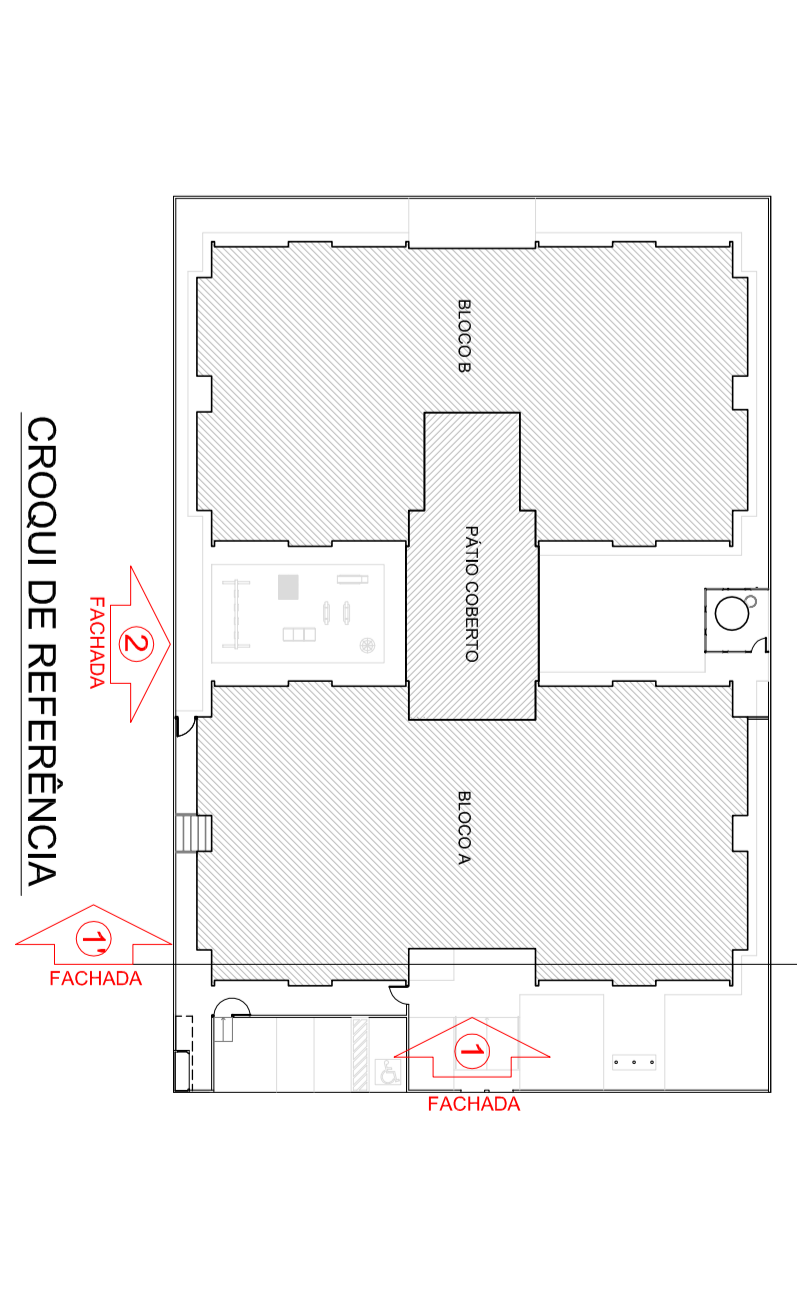 BLOCO B
PÁTIO COBERTO
BLOCO A
2
FACHADA
1'
FACHADA
1
FACHADA
CROQUI DE REFERÊNCIA